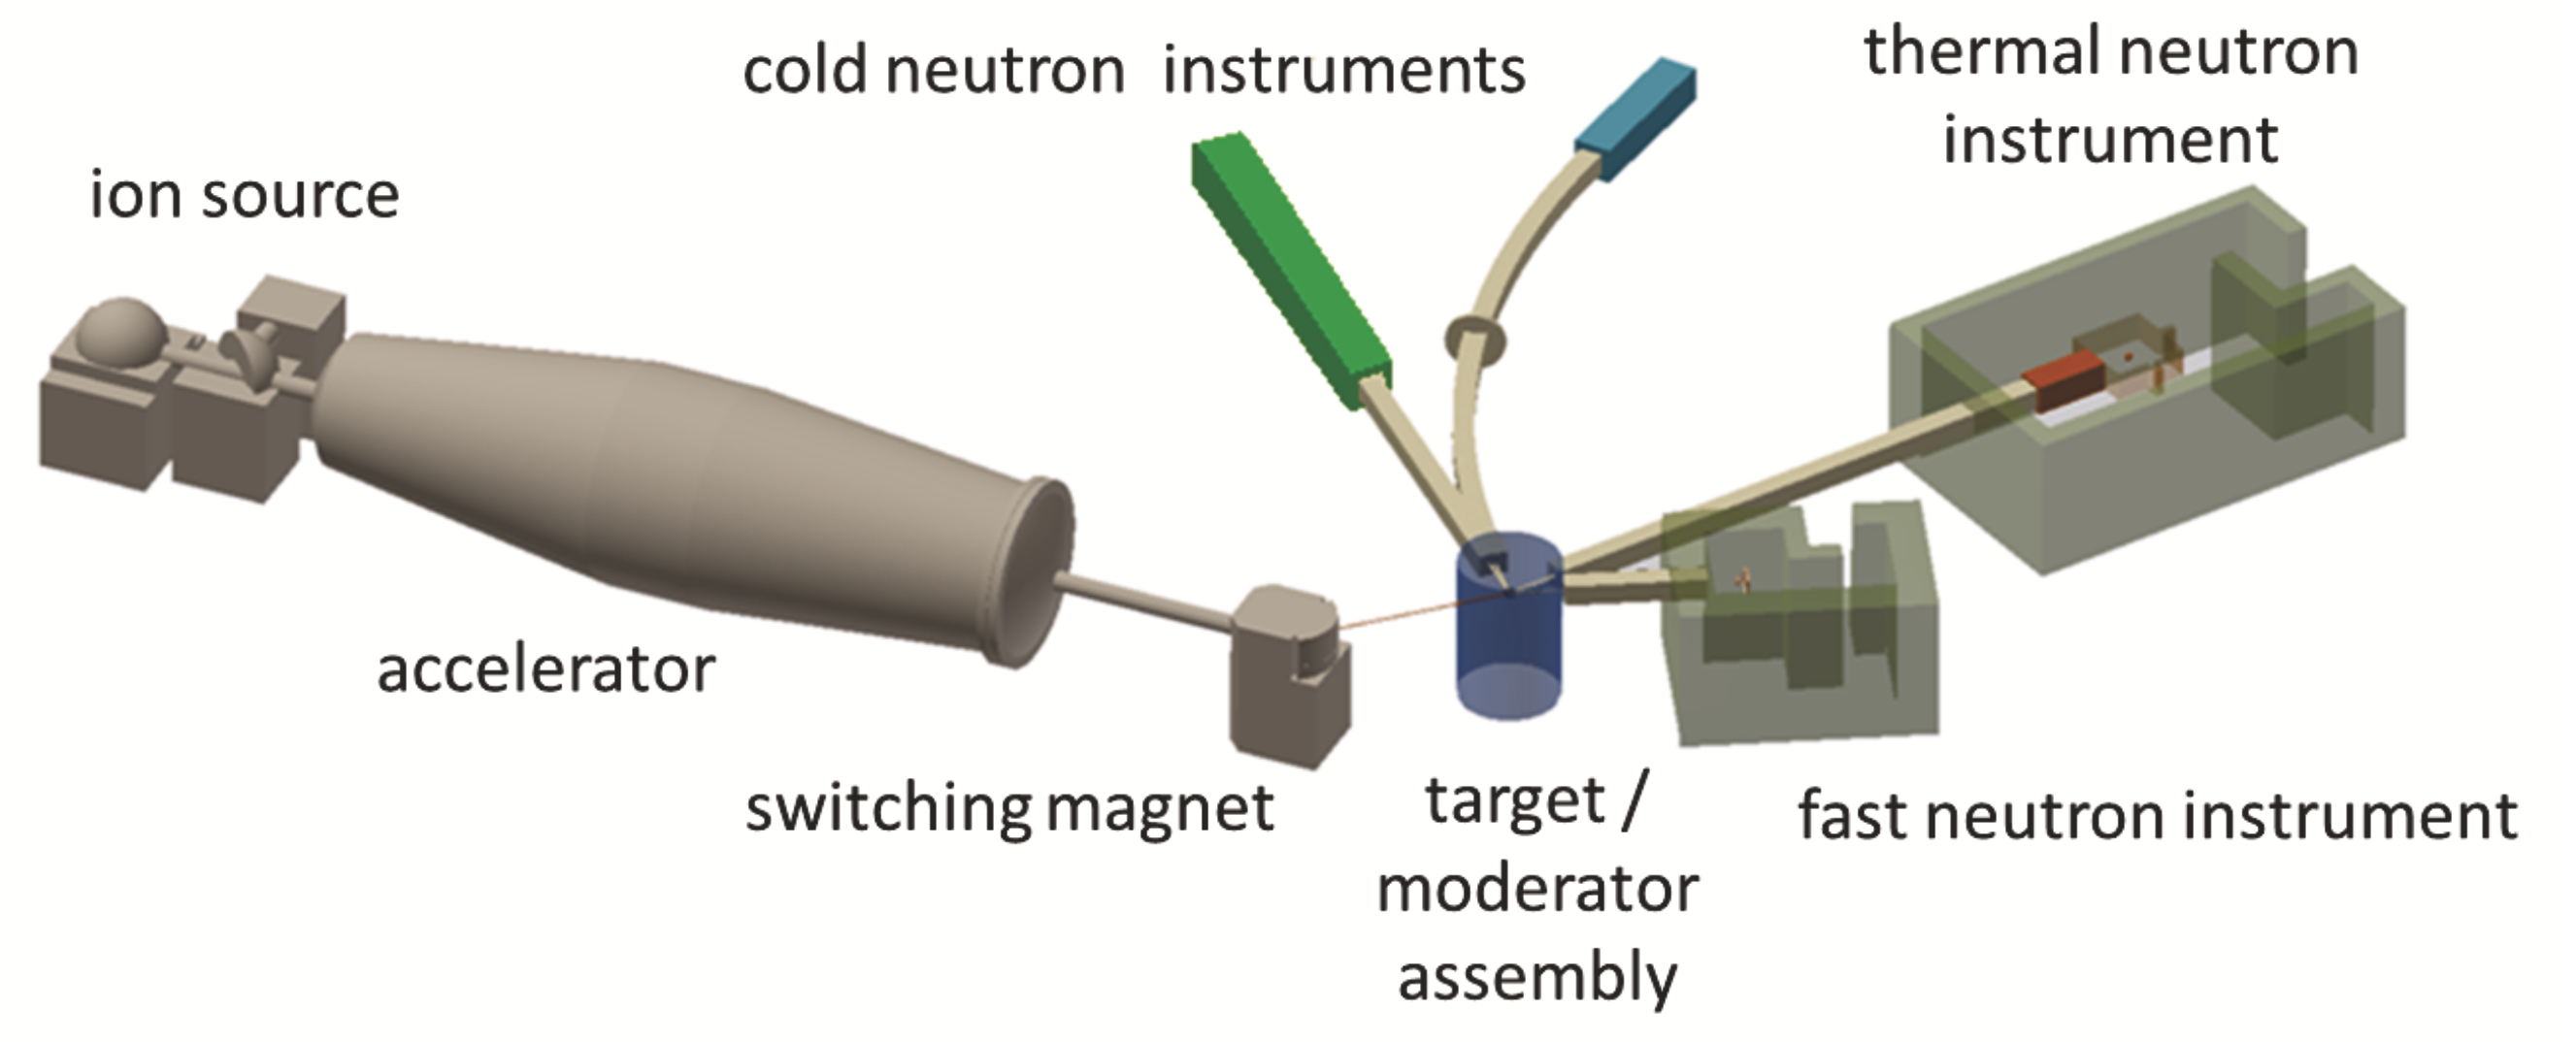 cold neutron instruments
thermal neutron
instrument
ion source
accelerator
switching magnet
target /
moderator
assembly
fast neutron instrument